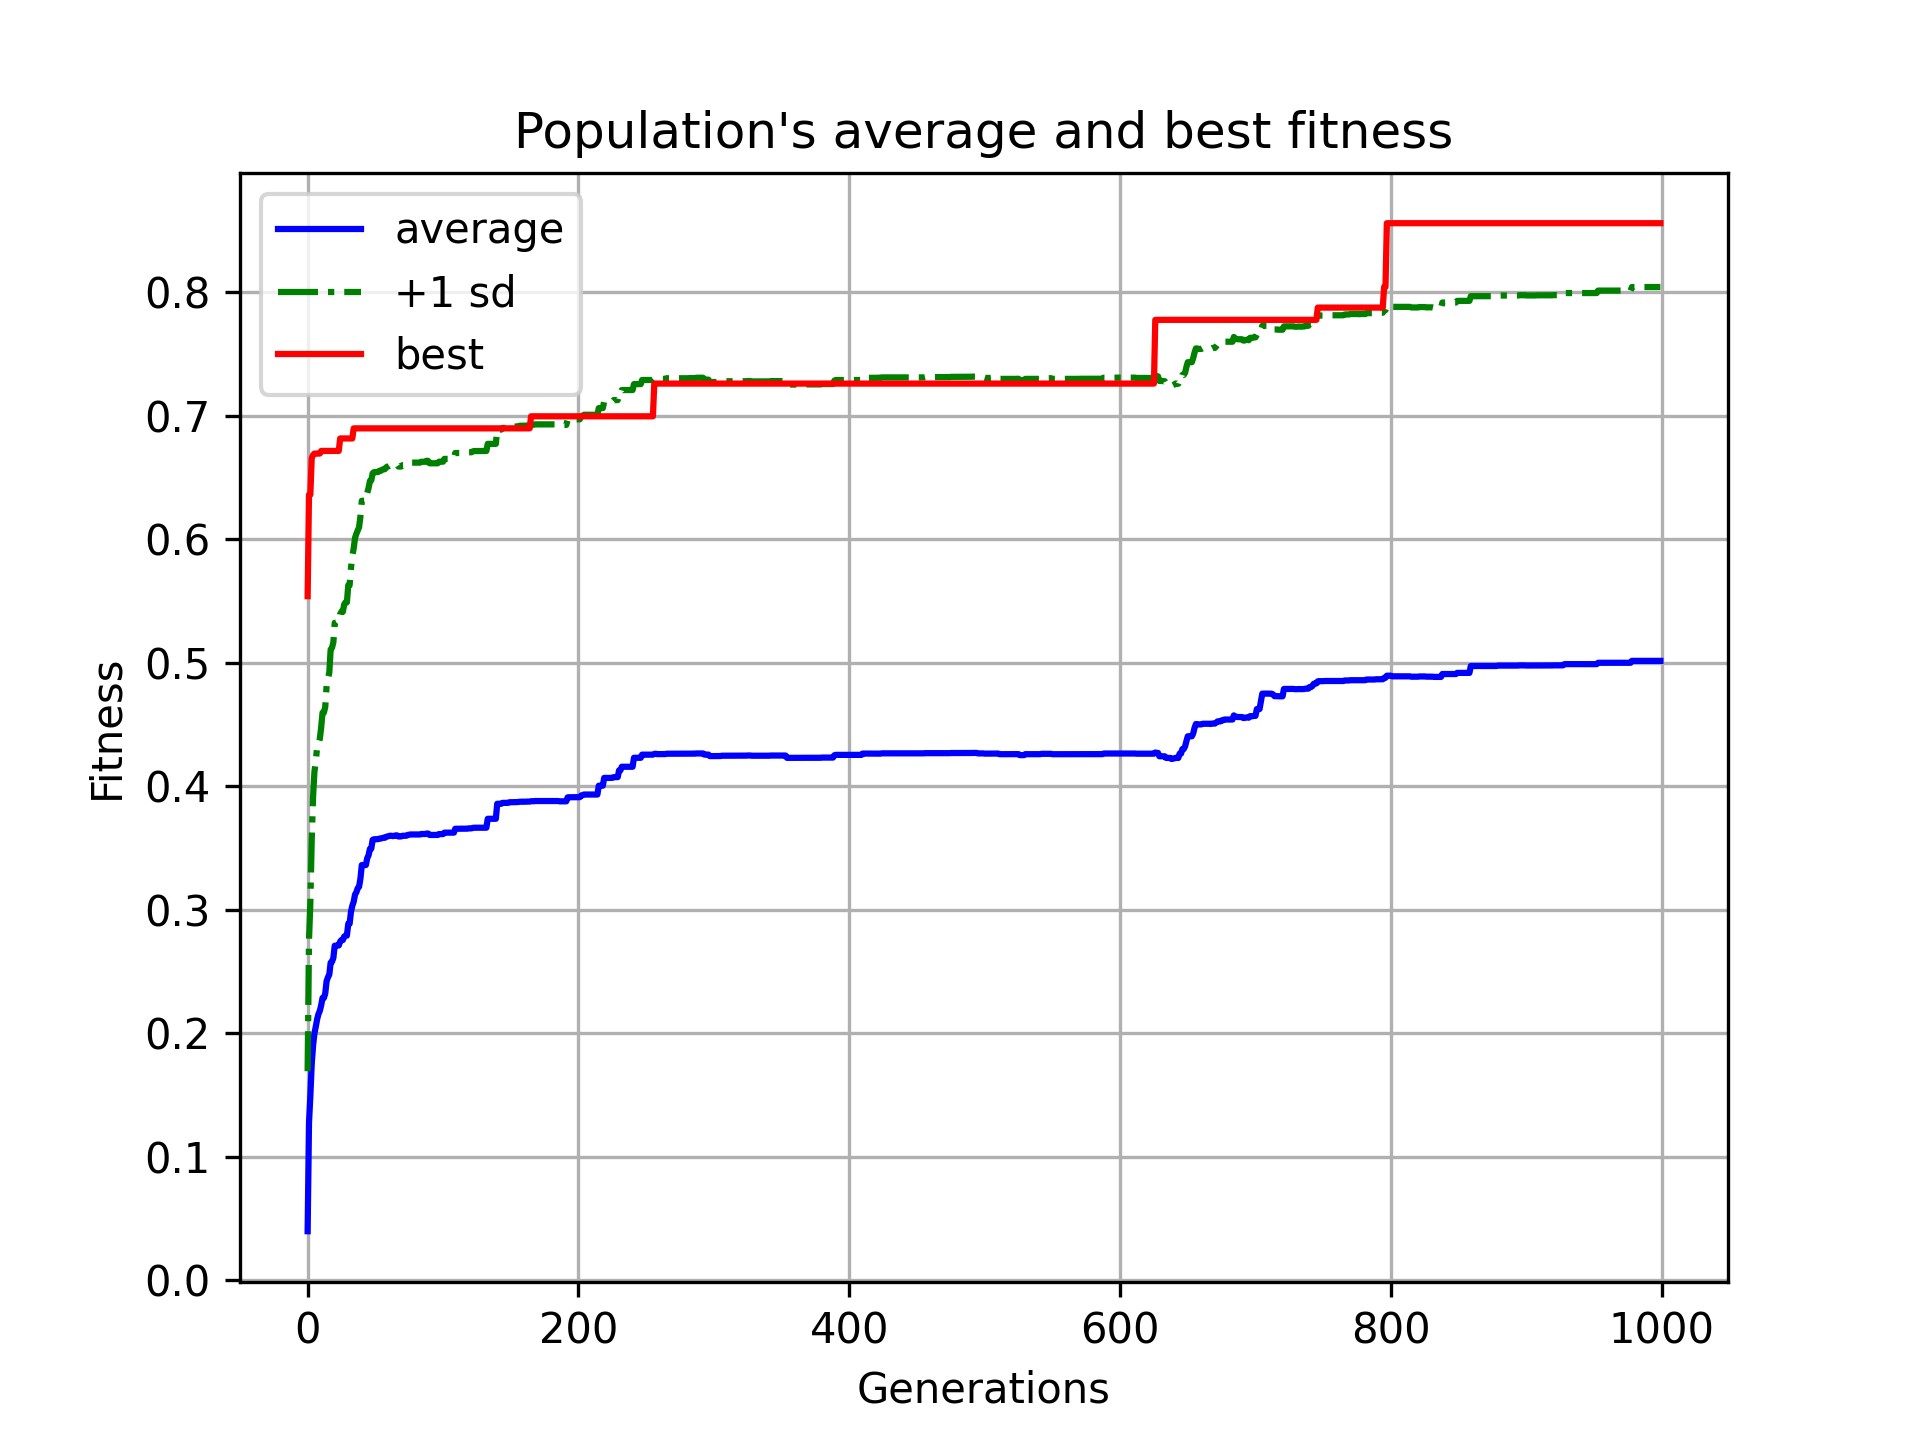 Population's average and best fitness
average
+1 sd
best
0.8
0.7
0.6
0.5
0.4
0.3
0.2
0.1
0.0
Fitness
0 200 400 600 800 1000
Generations